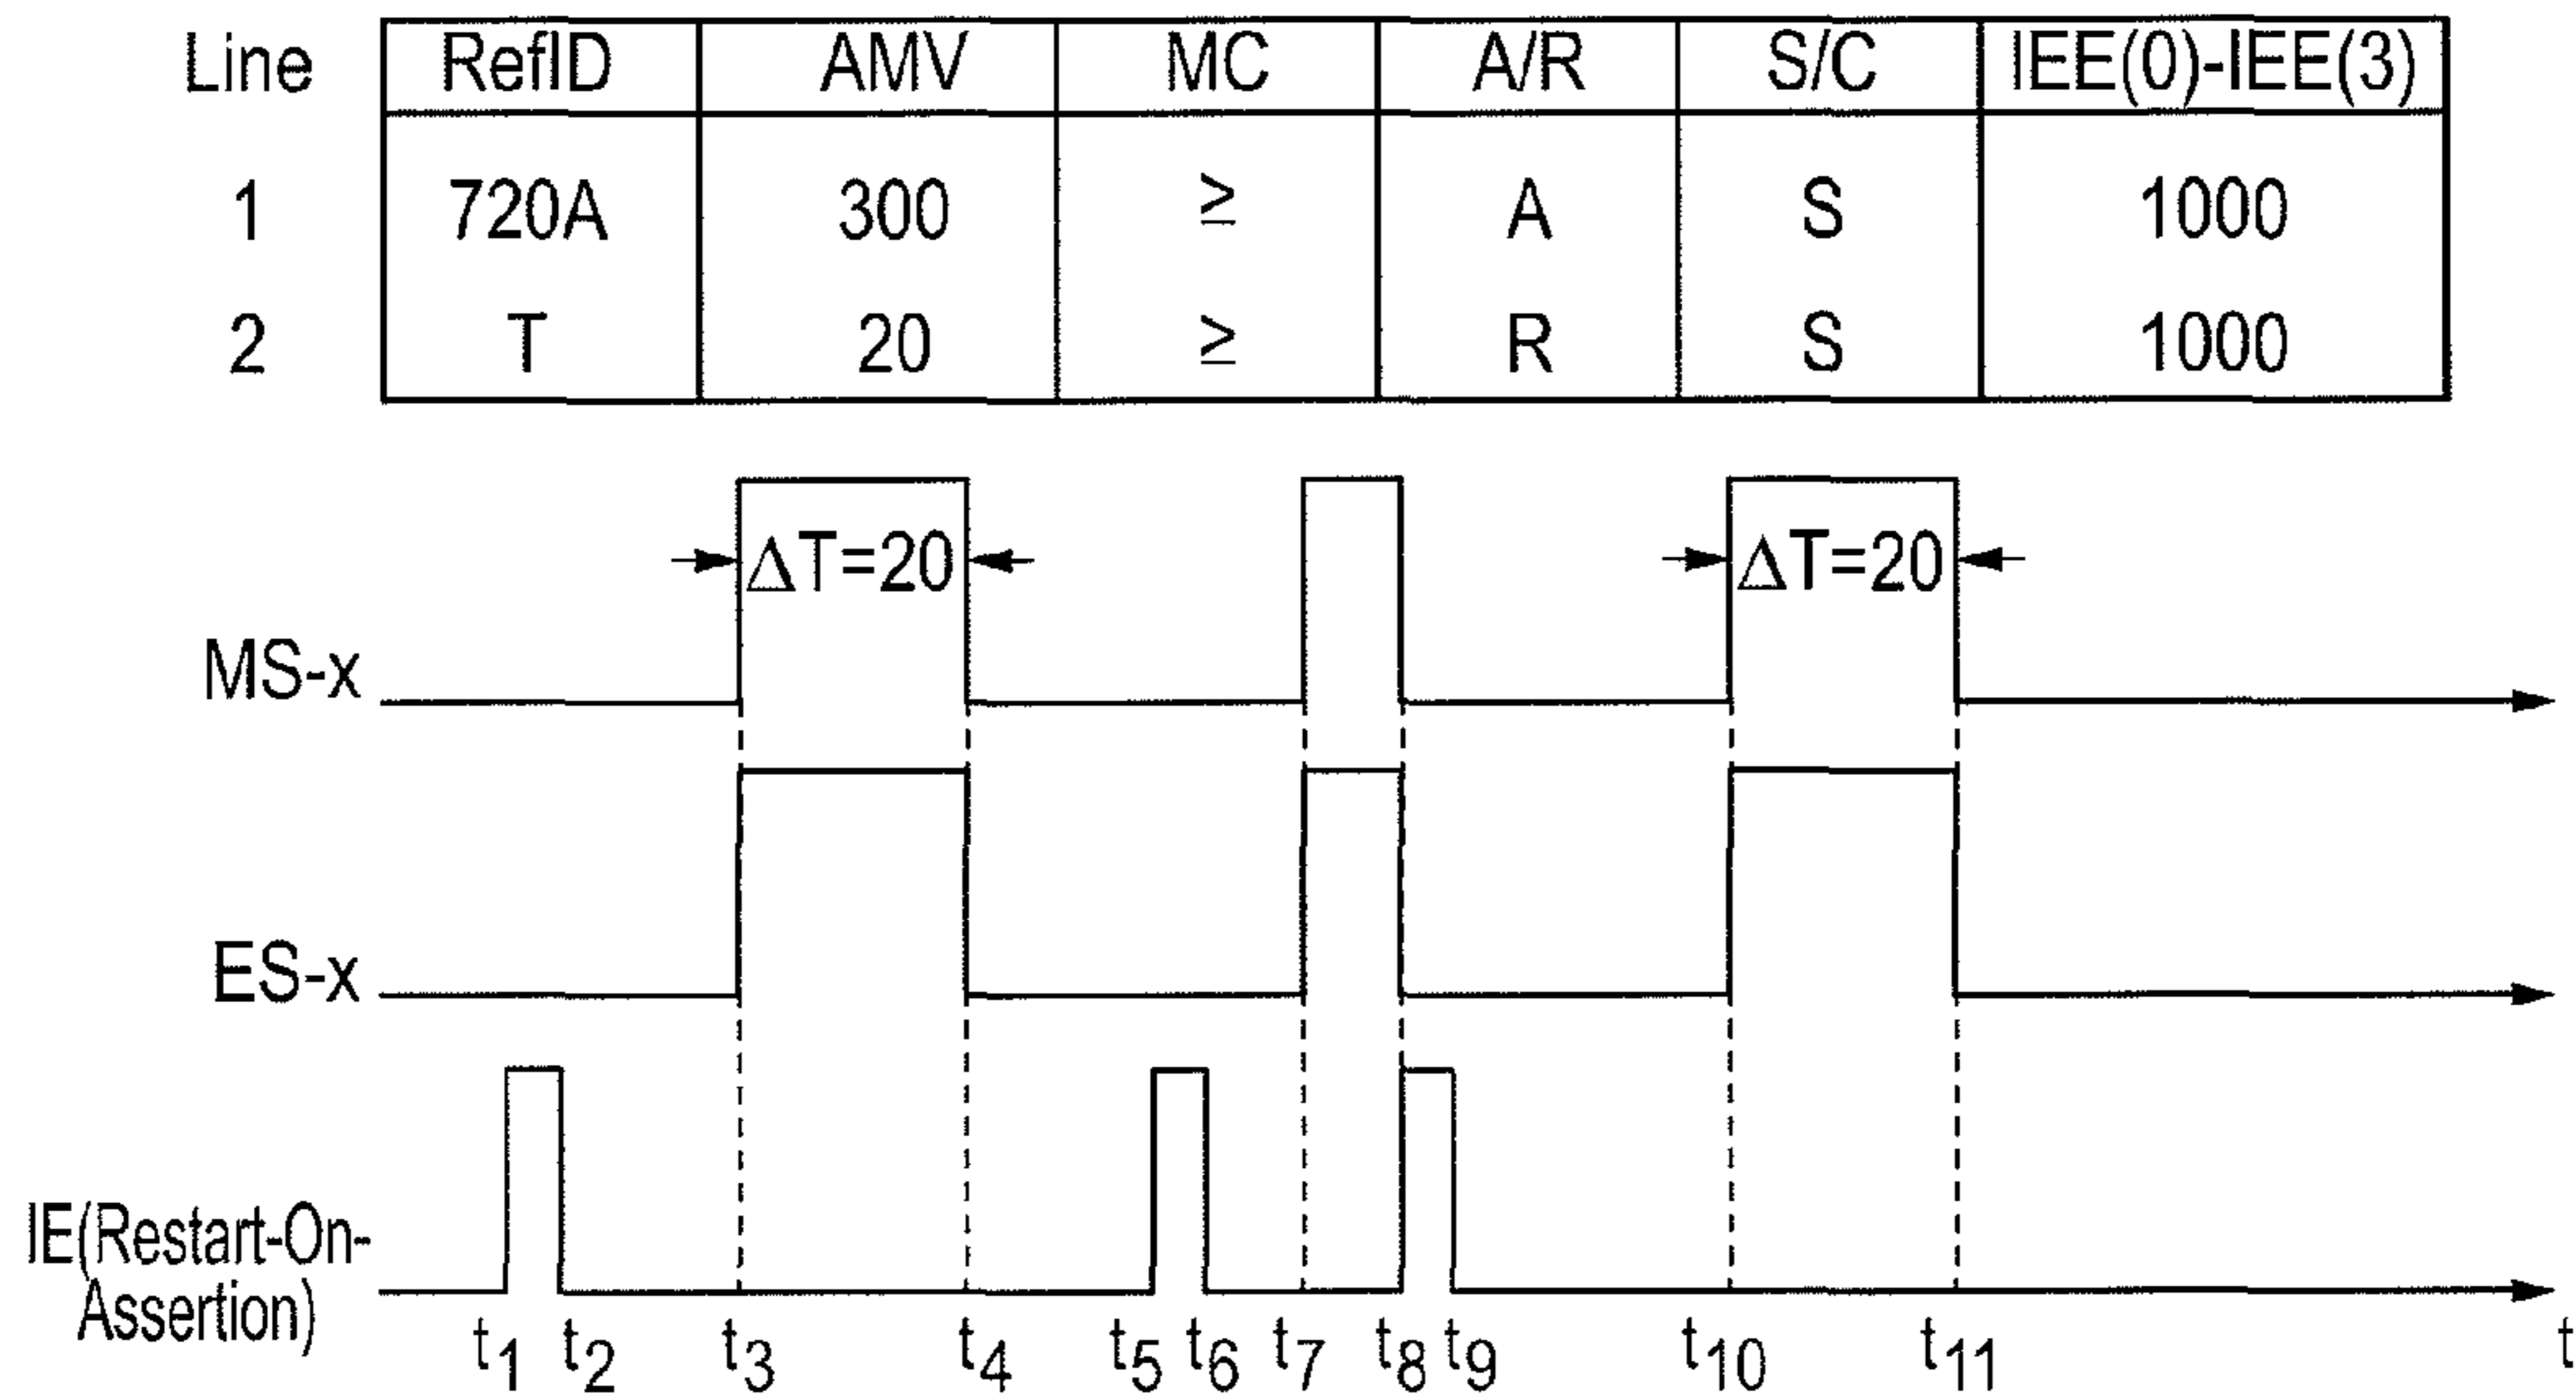 Line RefID AMV MC A/R S/C IEE(0)-IEE(3)
1 720A 300 ≥ A S 1000
2 T 20 ≥ R S 1000
ΔT=20 ΔT=20
MS-x
ES-x
IE(Restart-On-
Assertion)
t1 t2 t3 t4 t5 t6 t7 t8 t9 t10 t11 t